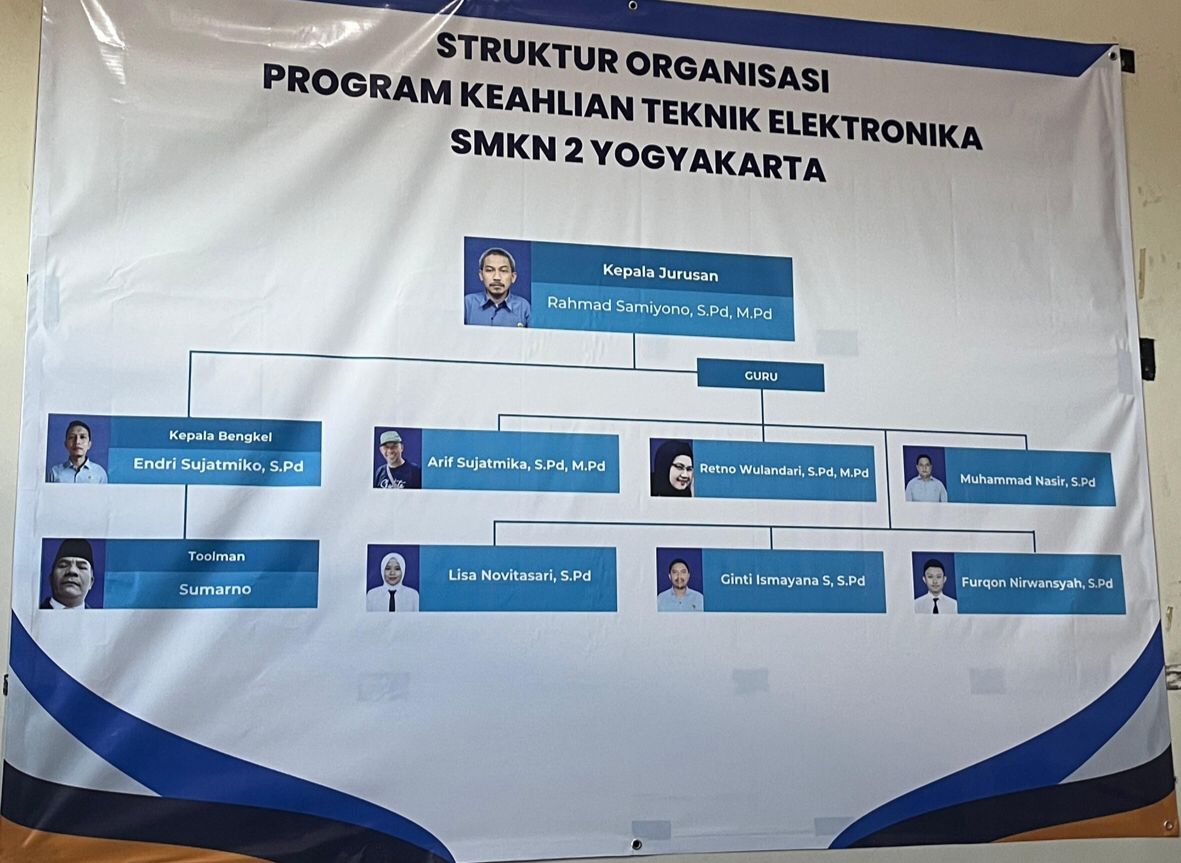 STRUKTUR ORGANISASI
PROGRAM KEAHLIAN TEKNIK ELEKTRONIKA
SMKN 2 YOGYAKARTA
Kepala Jurusan
Rahmad Samiyono, S.Pd, M.Pd
GURU
Kepala Bengkel
Endri Sujatmiko, S.Pd
Arif Sujatmika, S.Pd, M.Pd
Retno Wulandari, S.Pd, M.Pd
Muhammad Nasir, S.Pd
Toolman
Sumarno
Lisa Novitasari, S.Pd
Ginti Ismayana S, S.Pd
Furqon Nirwansyah, S.Pd